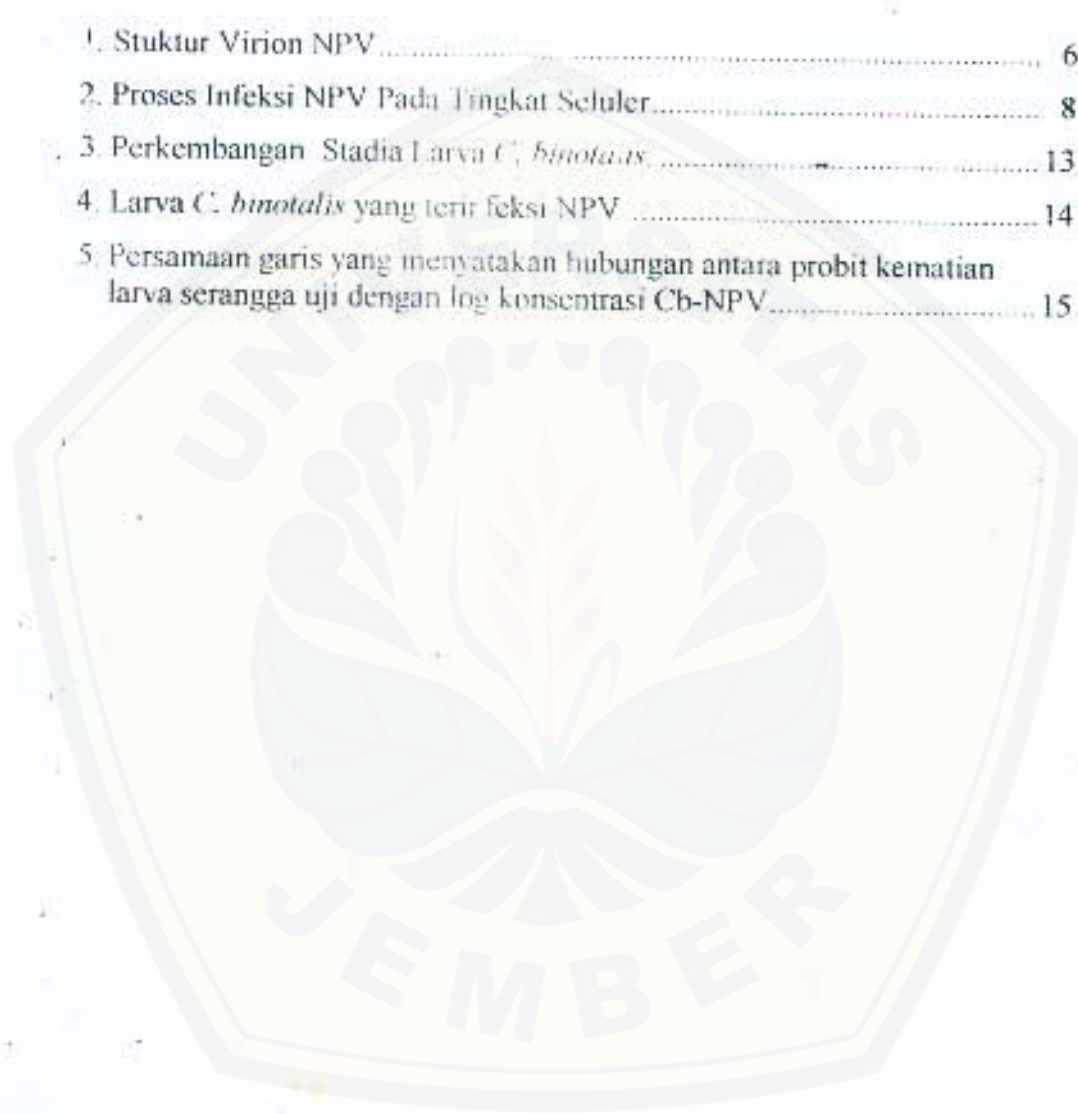 1. Stuktur Virion NPV ........ 6
2. Proses Infeksi NPV Pada Tingkat Seluler ........ 8
3. Perkembangan Stadia Larva C. binotalis ........ 13
4. Larva C. binotalis yang terinfeksi NPV ........ 14
5. Persamaan garis yang menyatakan hubungan antara probit kematian
larva serangga uji dengan log konsentrasi Cb-NPV ........ 15
UNIVERSITAS
JEMBER